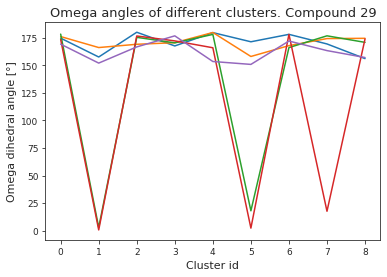 Omega angles of different clusters. Compound 29
Omega dihedral angle [°]
175
150
125
100
75
50
25
0
0 1 2 3 4 5 6 7 8
Cluster id